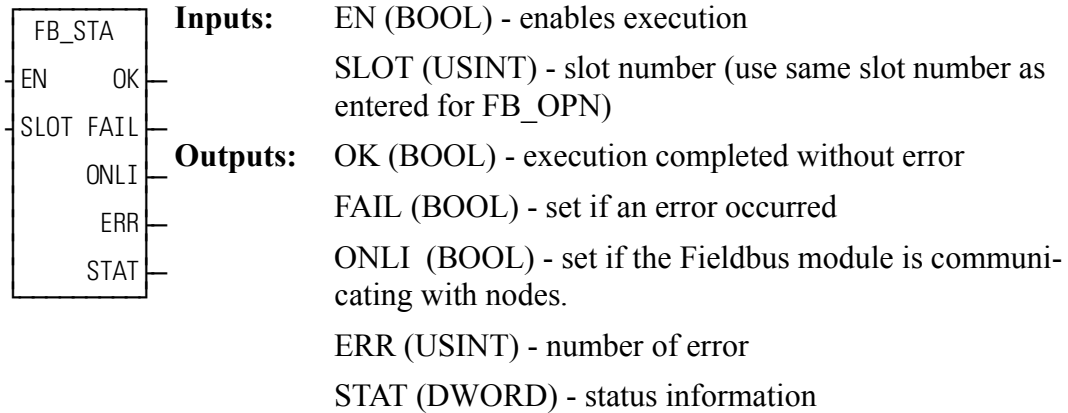 FB_STA
EN OK
SLOT FAIL
ONLI
ERR
STAT
Inputs: EN (BOOL) - enables execution
SLOT (USINT) - slot number (use same slot number as
entered for FB_OPN)
Outputs: OK (BOOL) - execution completed without error
FAIL (BOOL) - set if an error occurred
ONLI (BOOL) - set if the Fieldbus module is communi-
cating with nodes.
ERR (USINT) - number of error
STAT (DWORD) - status information